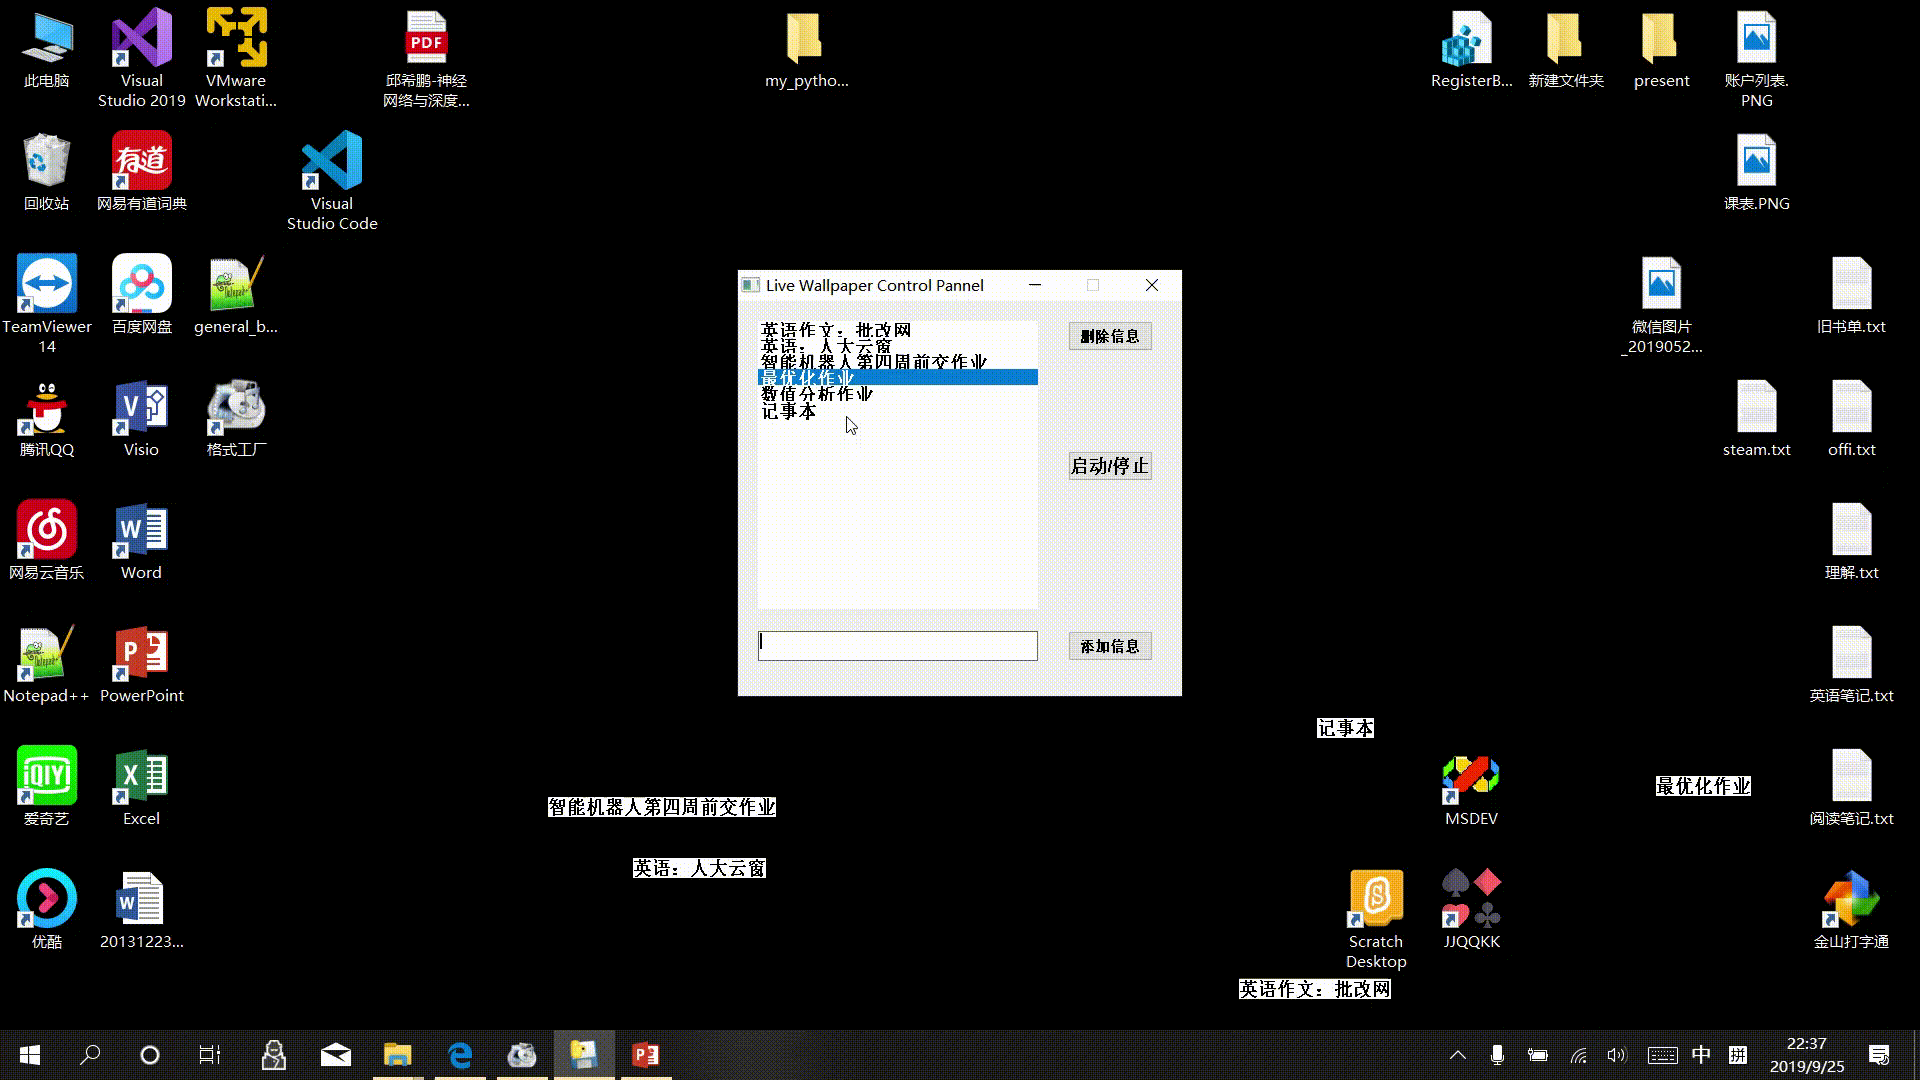 此电脑
Visual
Studio 2019
VMware
Workstati...
PDF
邱希鹏-神经
网络与深度...
my_pytho...
RegisterB...
新建文件夹
present
账户列表.
PNG
回收站
有道
网易有道词典
Visual
Studio Code
课表.PNG
TeamViewer
14
百度网盘
general_b...
Live Wallpaper Control Pannel
英语作文：批改网
英语：人大云窗
智能机器人第四周前交作业
最优化作业
数值分析作业
记事本
删除信息
启动/停止
添加信息
微信图片
_2019052...
旧书单.txt
腾讯QQ
Visio
格式工厂
steam.txt
offi.txt
网易云音乐
Word
理解.txt
Notepad++
PowerPoint
英语笔记.txt
记事本
iQIYI
爱奇艺
Excel
智能机器人第四周前交作业
MSDEV
最优化作业
阅读笔记.txt
英语：人大云窗
优酷
20131223...
Scratch
Desktop
JJQQKK
金山打字通
英语作文：批改网
中
拼
22:37
2019/9/25